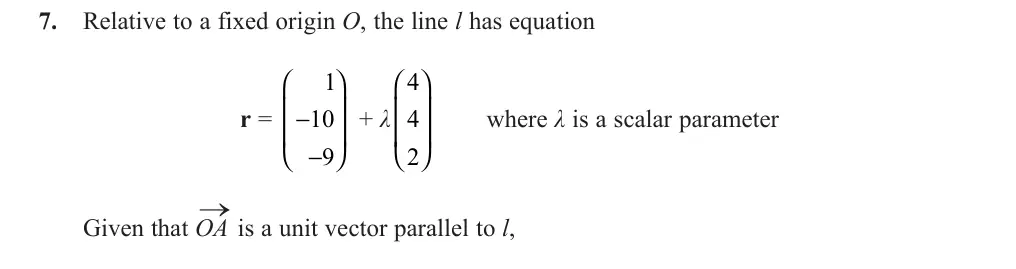 7. Relative to a fixed origin O, the line l has equation
r = ( 1 –10 –9 ) + λ ( 4 4 2 ) where λ is a scalar parameter
Given that OA→ is a unit vector parallel to l,